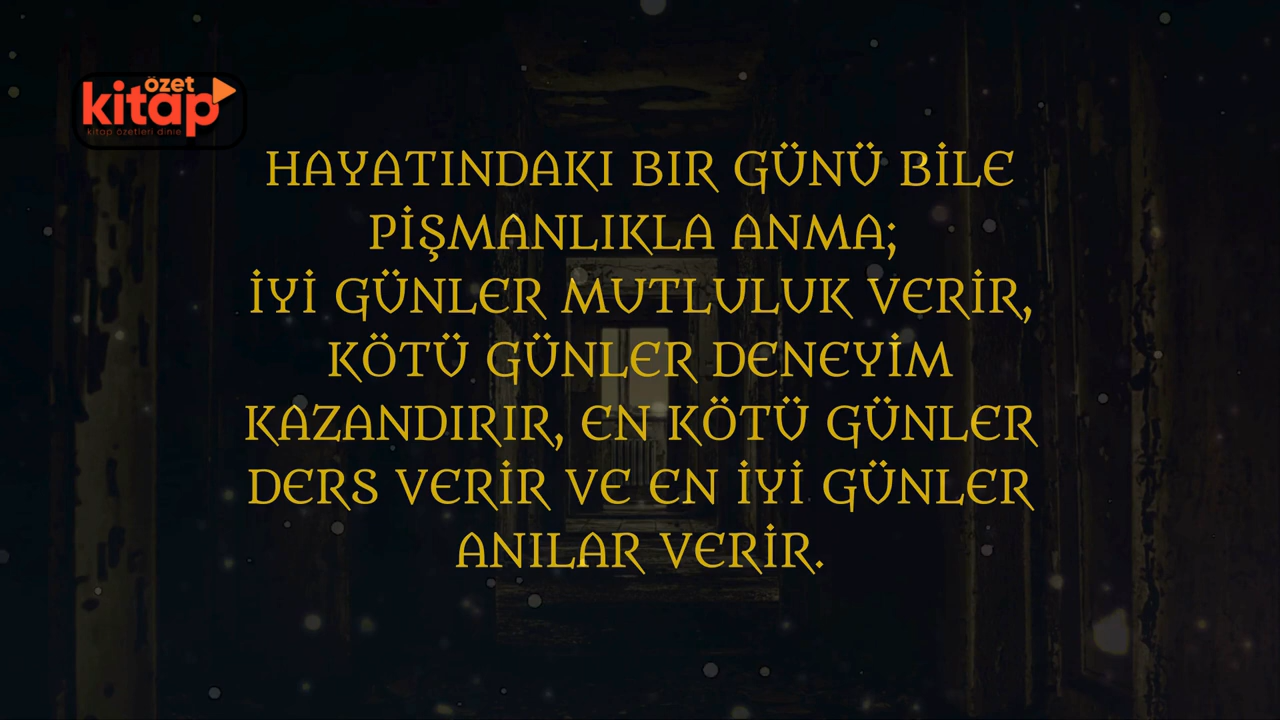 özet
kitap
kitap özetleri dinle
HAYATINDAKI BIR GÜNÜ BİLE
PİŞMANLIKLA ANMA;
İYİ GÜNLER MUTLULUK VERİR,
KÖTÜ GÜNLER DENEYİM
KAZANDIRIR, EN KÖTÜ GÜNLER
DERS VERİR VE EN İYİ GÜNLER
ANILAR VERİR.